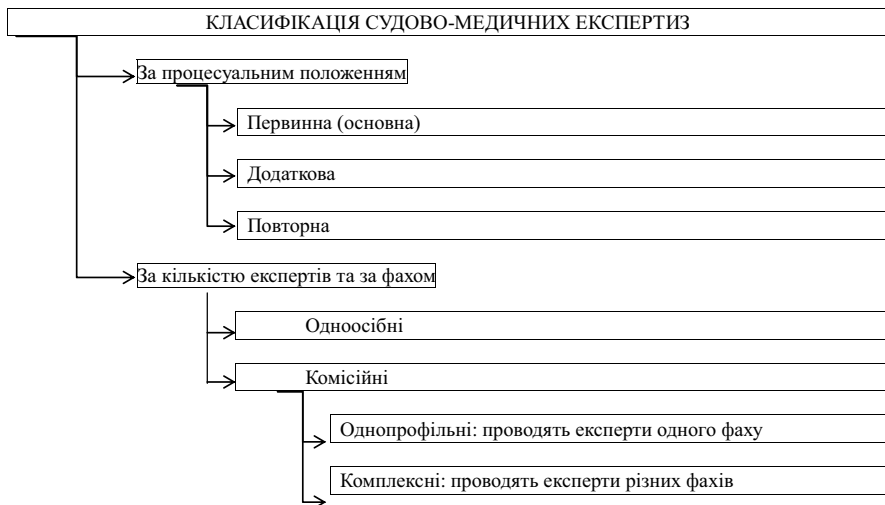 КЛАСИФІКАЦІЯ СУДОВО-МЕДИЧНИХ ЕКСПЕРТИЗ
За процесуальним положенням
Первинна (основна)
Додаткова
Повторна
За кількістю експертів та за фахом
Одноосібні
Комісійні
Однопрофільні: проводять експерти одного фаху
Комплексні: проводять експерти різних фахів